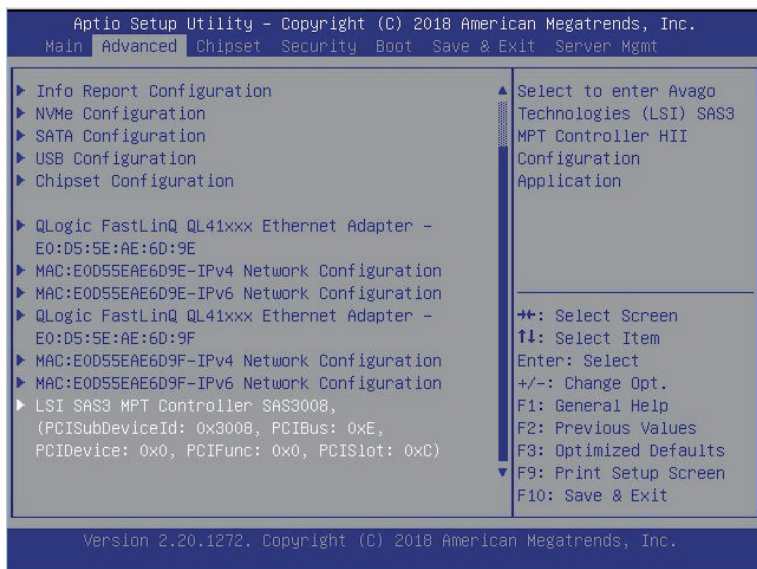 Aptio Setup Utility – Copyright (C) 2018 American Megatrends, Inc.
Main Advanced Chipset Security Boot Save & Exit Server Mgmt
▶ Info Report Configuration
▶ NVMe Configuration
▶ SATA Configuration
▶ USB Configuration
▶ Chipset Configuration
▶ QLogic FastLinQ QL41xxx Ethernet Adapter –
E0:D5:5E:AE:6D:9E
▶ MAC:E0D55EAE6D9E-IPv4 Network Configuration
▶ MAC:E0D55EAE6D9E-IPv6 Network Configuration
▶ QLogic FastLinQ QL41xxx Ethernet Adapter –
E0:D5:5E:AE:6D:9F
▶ MAC:E0D55EAE6D9F-IPv4 Network Configuration
▶ MAC:E0D55EAE6D9F-IPv6 Network Configuration
▶ LSI SAS3 MPT Controller SAS3008,
(PCISubDeviceId: 0x3008, PCIBus: 0xE,
PCIDevice: 0x0, PCIFunc: 0x0, PCISlot: 0xC)
Select to enter Avago
Technologies (LSI) SAS3
MPT Controller HII
Configuration
Application
→←: Select Screen
↑↓: Select Item
Enter: Select
+/-: Change Opt.
F1: General Help
F2: Previous Values
F3: Optimized Defaults
F9: Print Setup Screen
F10: Save & Exit
Version 2.20.1272. Copyright (C) 2018 American Megatrends, Inc.